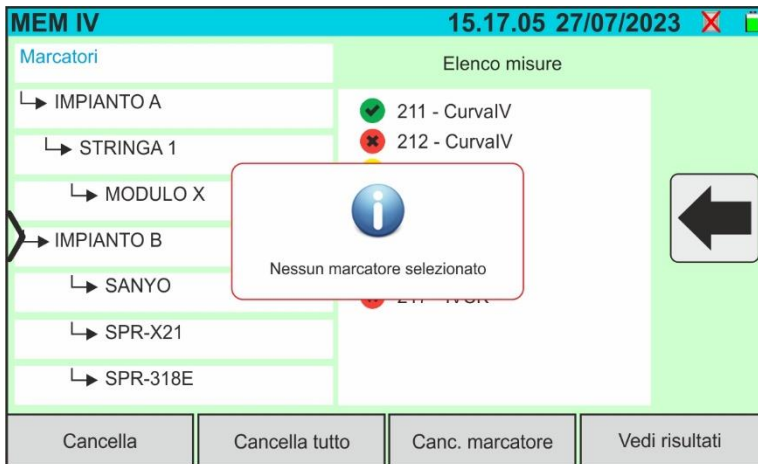 MEM IV 15.17.05 27/07/2023
Marcatori
Elenco misure
IMPIANTO A
STRINGA 1
MODULO X
IMPIANTO B
SANYO
SPR-X21
SPR-318E
211 - CurvaIV
212 - CurvaIV
Nessun marcatore selezionato
Cancella
Cancella tutto
Canc. marcatore
Vedi risultati